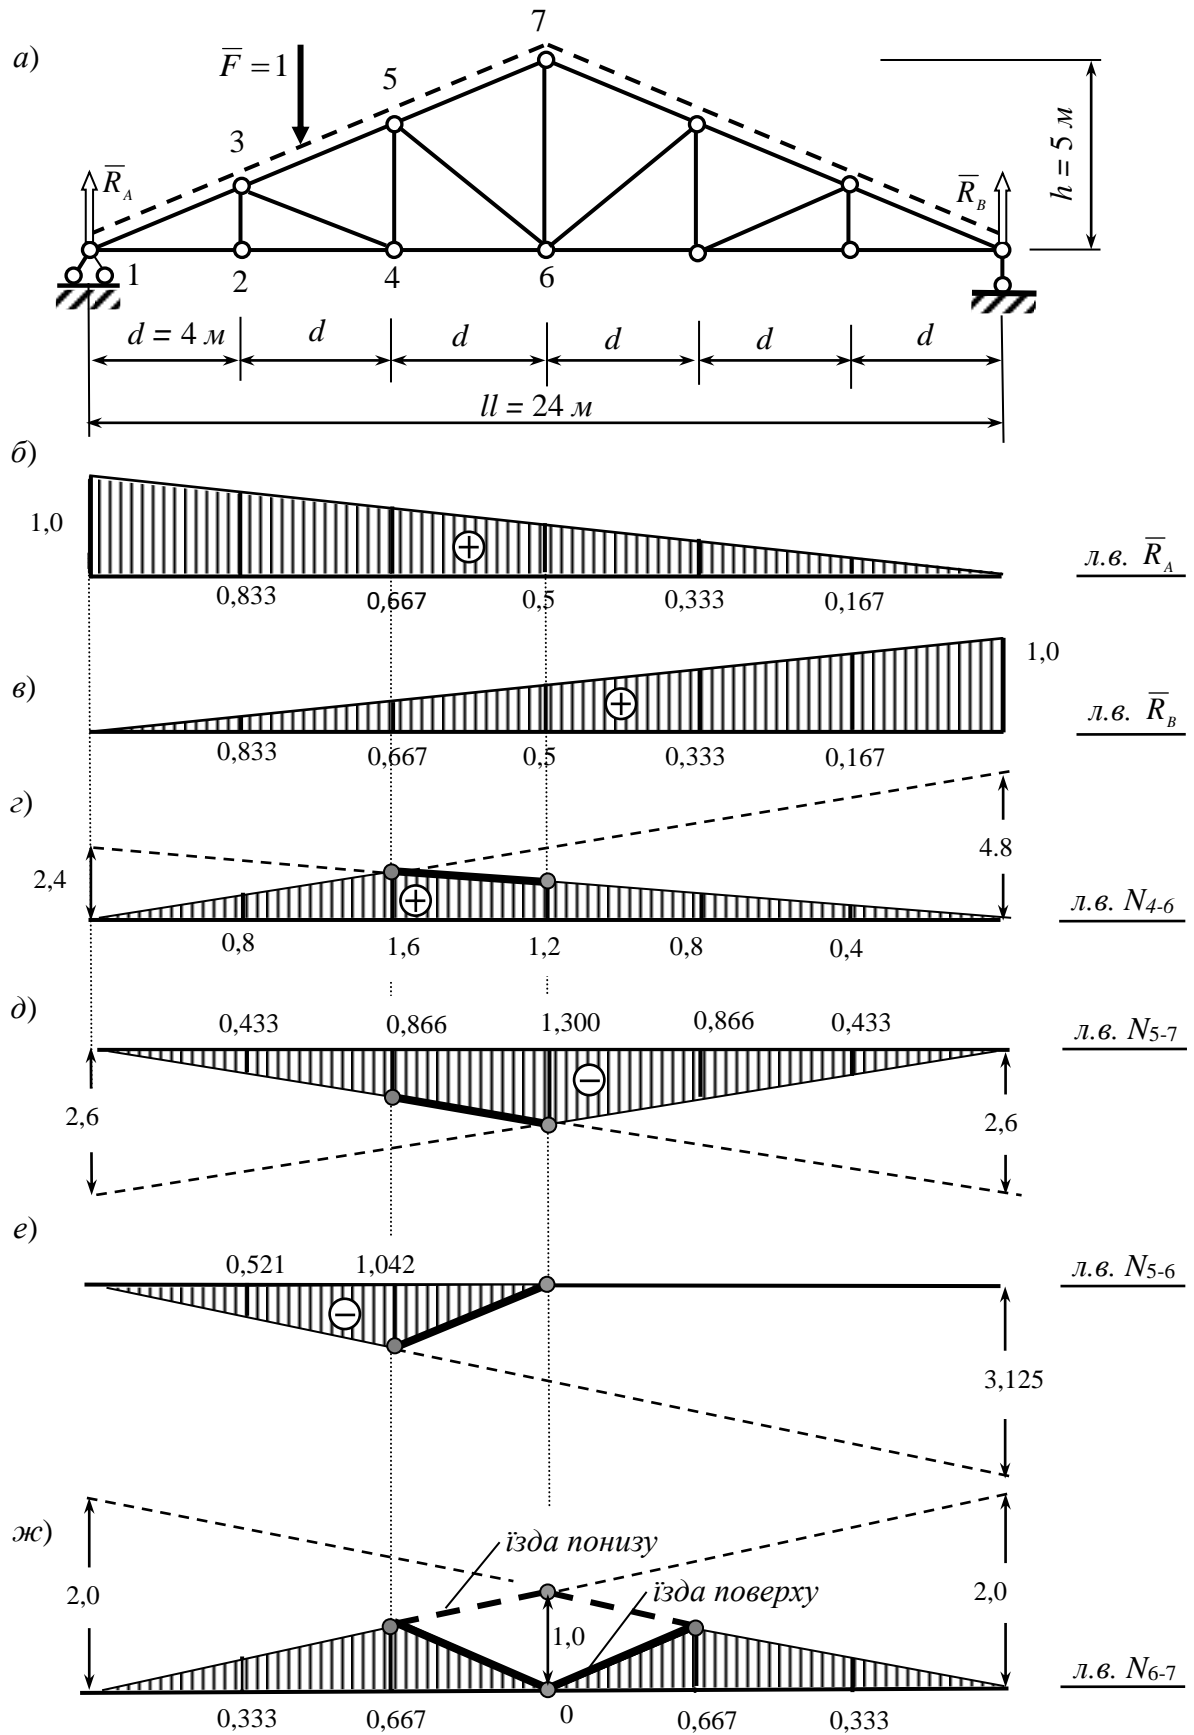 а)
7
F̅ = 1
5
3
R̅A
R̅B
h = 5 м
1
2
4
6
d = 4 м
d
d
d
d
d
ll = 24 м
б)
1,0
л.в. R̅A
0,833
0,667
0,5
0,333
0,167
в)
1,0
л.в. R̅B
0,833
0,667
0,5
0,333
0,167
г)
2,4
4.8
л.в. N4-6
0,8
1,6
1,2
0,8
0,4
д)
0,433
0,866
1,300
0,866
0,433
л.в. N5-7
2,6
2,6
е)
0,521
1,042
л.в. N5-6
3,125
ж)
їзда понизу
їзда поверху
2,0
1,0
2,0
л.в. N6-7
0,333
0,667
0
0,667
0,333